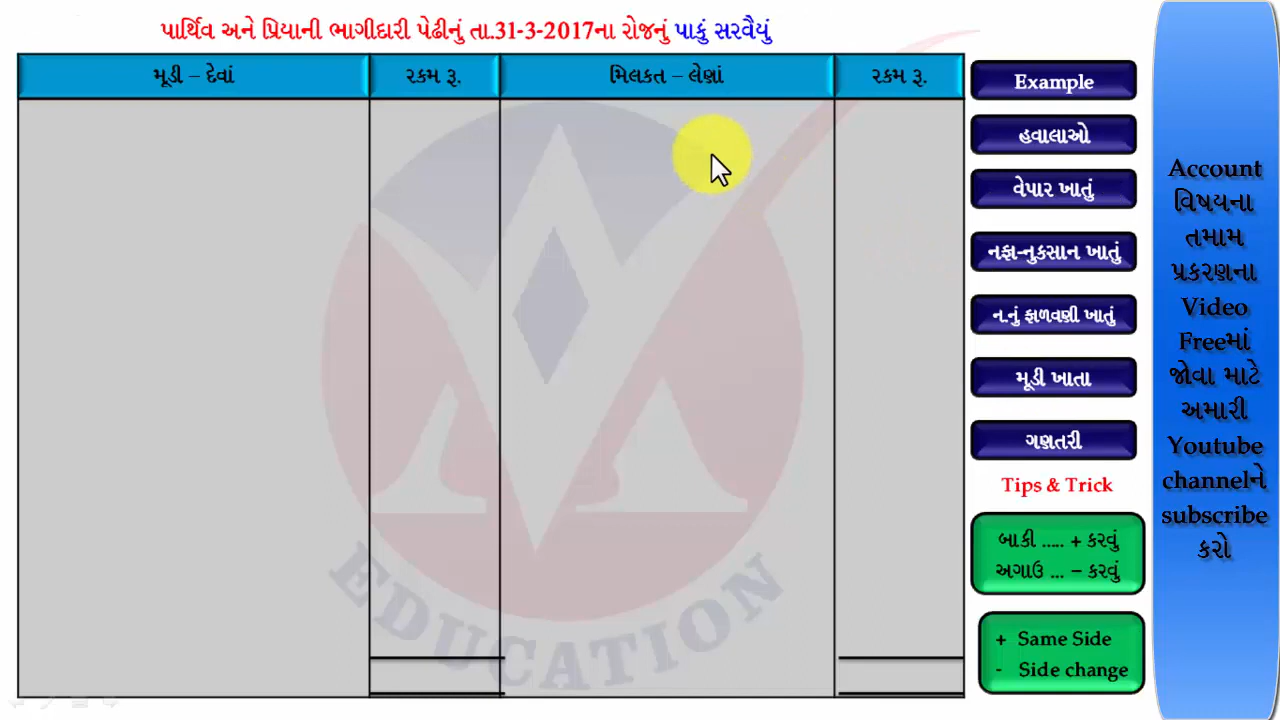 પાર્થિવ અને પ્રિયાની ભાગીદારી પેઢીનું તા.31-3-2017ના રોજનું પાકું સરવૈયું
મૂડી – દેવાં
રકમ રૂ.
મિલકત – લેણાં
રકમ રૂ.
EDUCATION
Example
હવાલાઓ
વેપાર ખાતું
નફા-નુકસાન ખાતું
ન.નું ફાળવણી ખાતું
મૂડી ખાતા
ગણતરી
Tips & Trick
બાકી ..... + કરવું
અગાઉ ... – કરવું
+ Same Side
- Side change
Account
વિષયના
તમામ
પ્રકરણના
Video
Freeમાં
જોવા માટે
અમારી
Youtube
channelને
subscribe
કરો